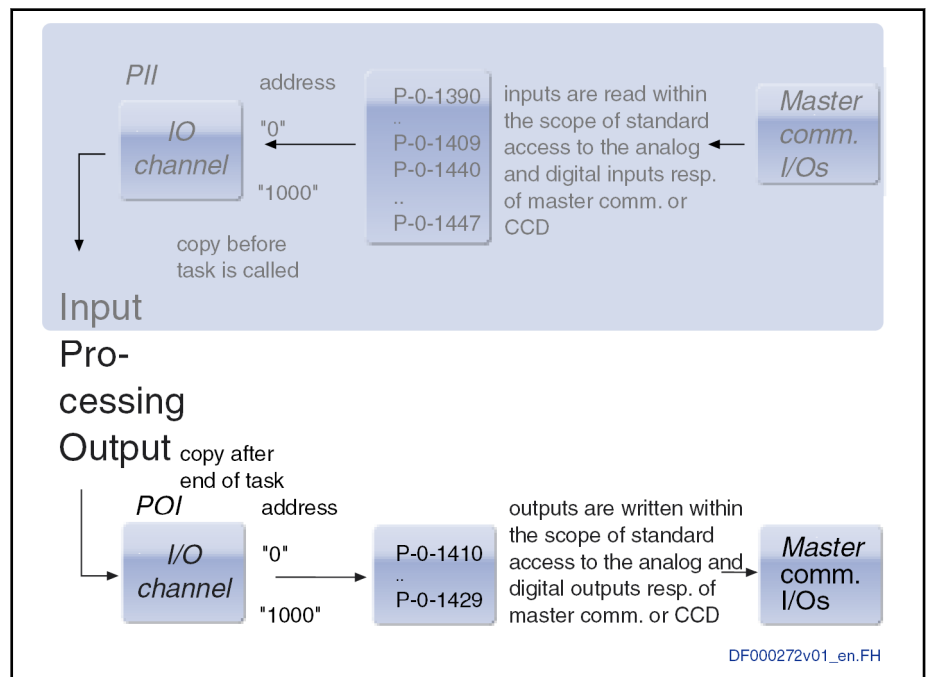 PII
address
IO
channel
"0"
"1000"
copy before
task is called
P-0-1390
..
P-0-1409
P-0-1440
..
P-0-1447
inputs are read within
the scope of standard
access to the analog
and digital inputs resp.
of master comm. or
CCD
Master
comm.
I/Os
Input
Pro-
cessing
Output
copy after
end of task
POI
address
I/O
channel
"0"
"1000"
P-0-1410
..
P-0-1429
outputs are written within
the scope of standard
access to the analog and
digital outputs resp. of
master comm. or CCD
Master
comm.
I/Os
DF000272v01_en.FH